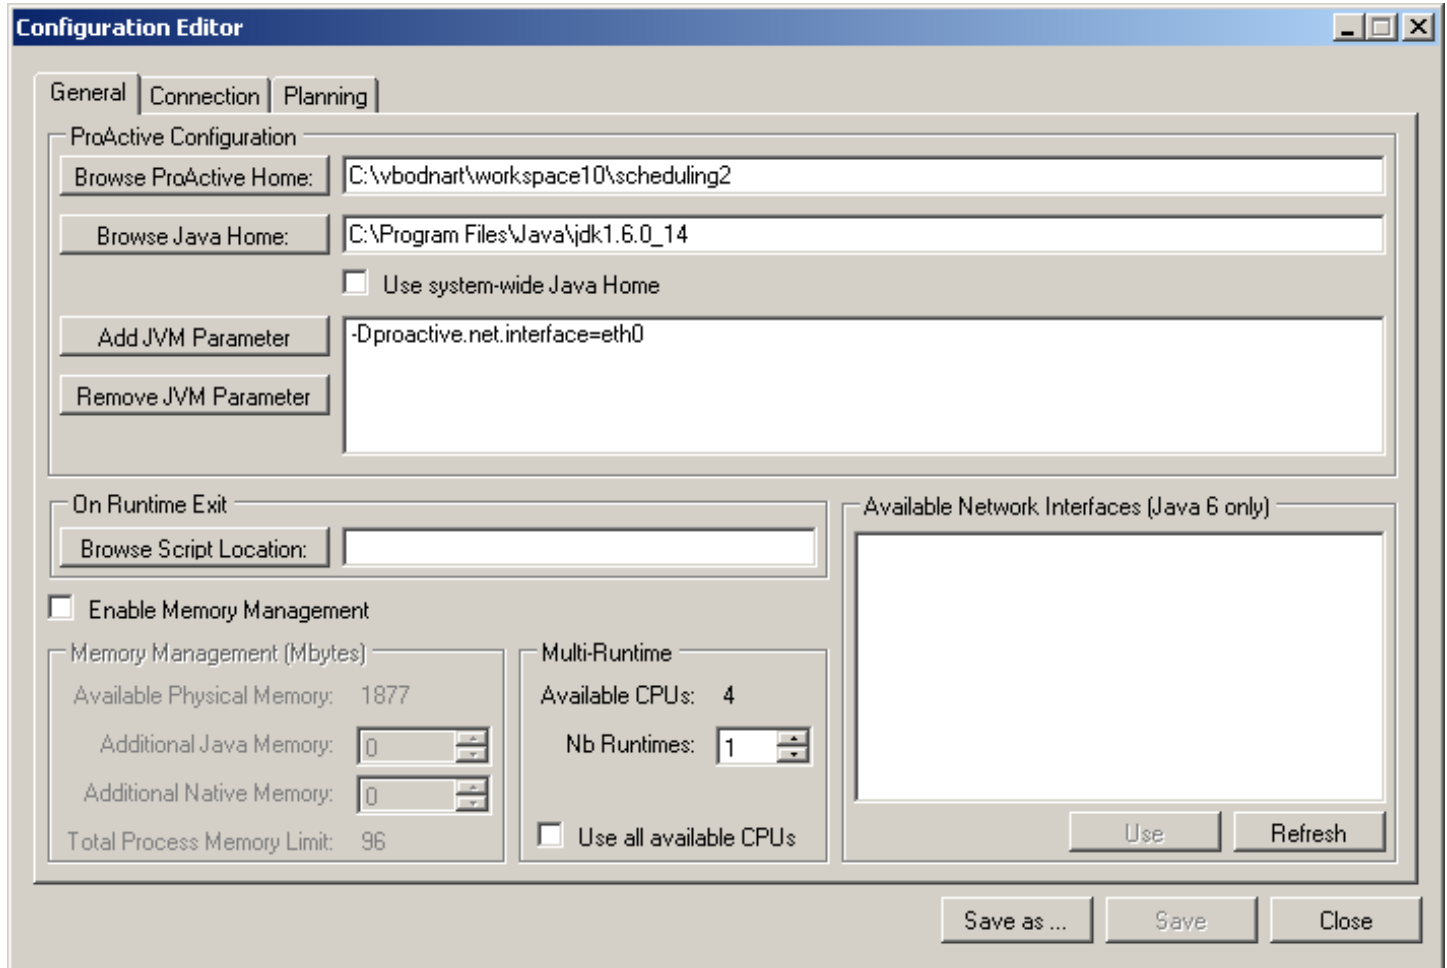 Configuration Editor
General Connection Planning
ProActive Configuration
Browse ProActive Home: C:\vbodnart\workspace10\scheduling2
Browse Java Home: C:\Program Files\Java\jdk1.6.0_14
Use system-wide Java Home
Add JVM Parameter -Dproactive.net.interface=eth0
Remove JVM Parameter
On Runtime Exit
Browse Script Location:
Available Network Interfaces (Java 6 only)
Enable Memory Management
Memory Management (Mbytes)
Available Physical Memory: 1877
Additional Java Memory: 0
Additional Native Memory: 0
Total Process Memory Limit: 96
Multi-Runtime
Available CPUs: 4
Nb Runtimes: 1
Use all available CPUs
Use Refresh
Save as ... Save Close